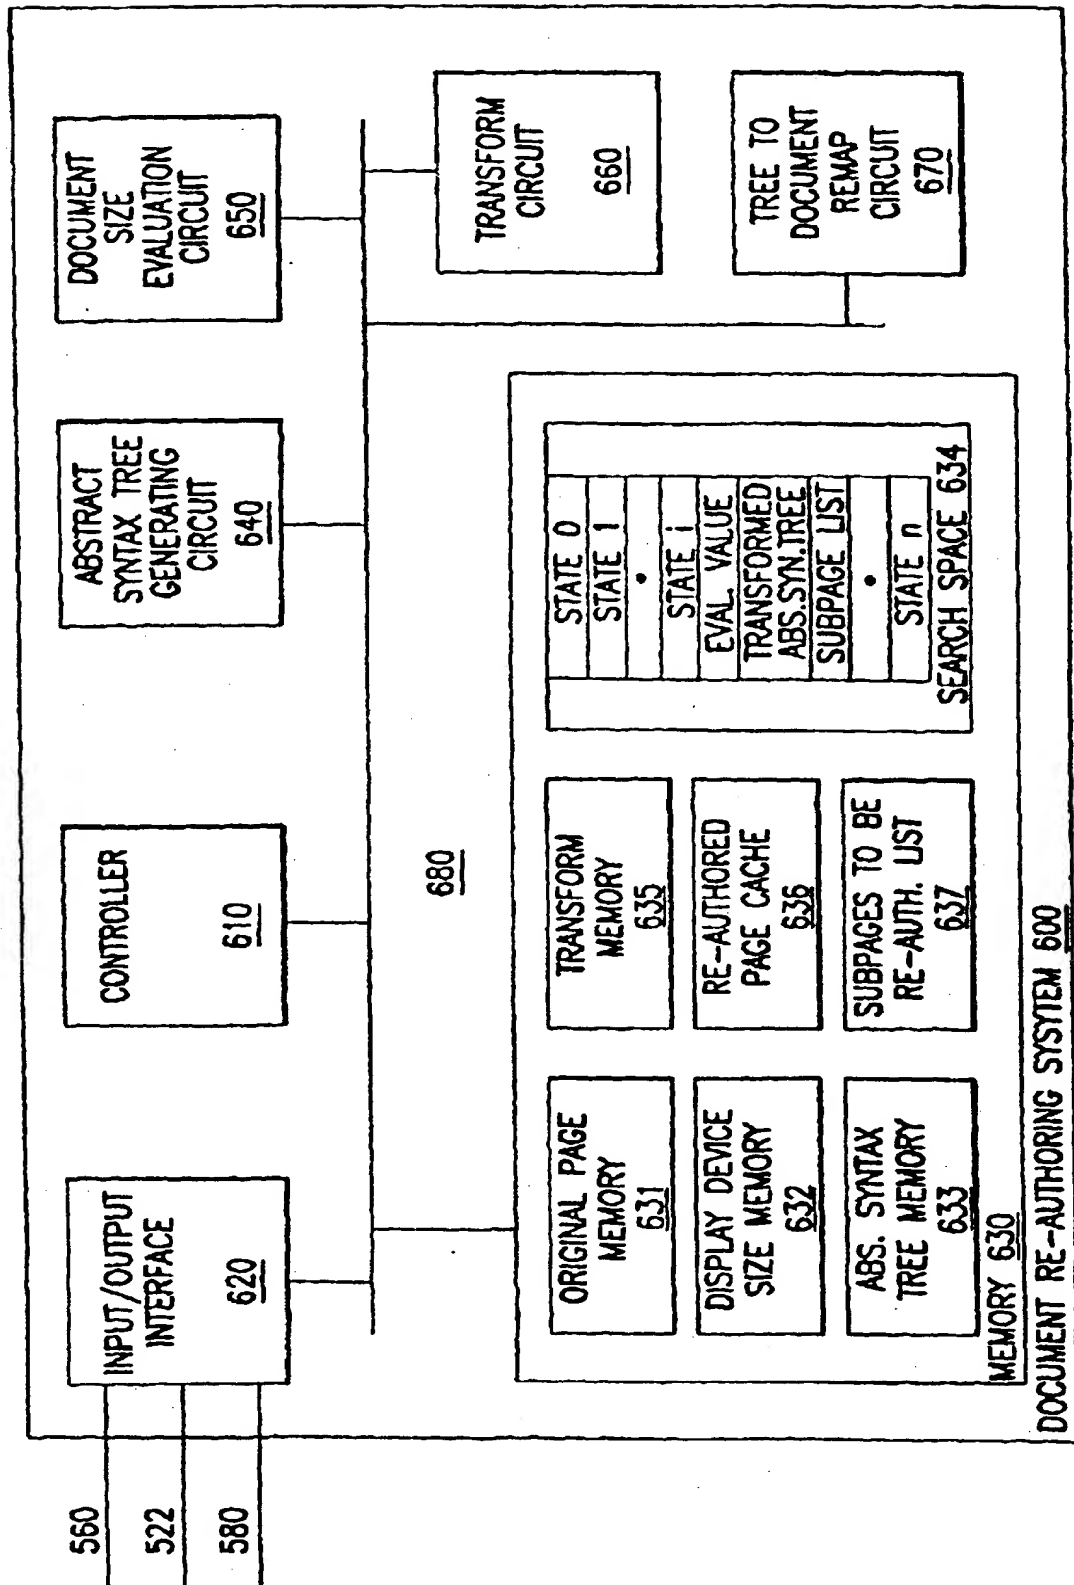 560
522
580
INPUT/OUTPUT
INTERFACE
620
CONTROLLER
610
ABSTRACT
SYNTAX TREE
GENERATING
CIRCUIT
640
DOCUMENT
SIZE
EVALUATION
CIRCUIT
650
680
TRANSFORM
CIRCUIT
660
TREE TO
DOCUMENT
REMAP
CIRCUIT
670
ORIGINAL PAGE
MEMORY
631
DISPLAY DEVICE
SIZE MEMORY
632
ABS. SYNTAX
TREE MEMORY
633
TRANSFORM
MEMORY
635
RE-AUTHORED
PAGE CACHE
636
SUBPAGES TO BE
RE-AUTH. LIST
637
STATE 0
STATE 1
•
STATE i
EVAL. VALUE
TRANSFORMED
ABS.SYN.TREE
SUBPAGE LIST
•
STATE n
SEARCH SPACE 634
MEMORY 630
DOCUMENT RE-AUTHORING SYSYTEM 600